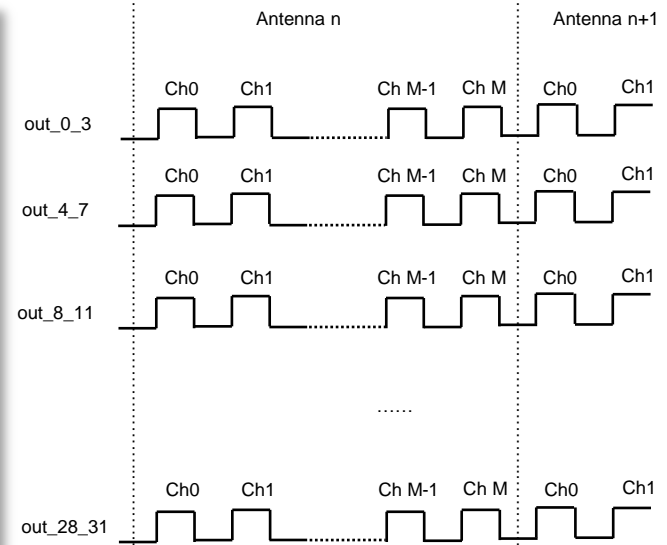 Antenna n Antenna n+1
Ch0 Ch1 Ch M-1 Ch M Ch0 Ch1
out_0_3
Ch0 Ch1 Ch M-1 Ch M Ch0 Ch1
out_4_7
Ch0 Ch1 Ch M-1 Ch M Ch0 Ch1
out_8_11
......
Ch0 Ch1 Ch M-1 Ch M Ch0 Ch1
out_28_31